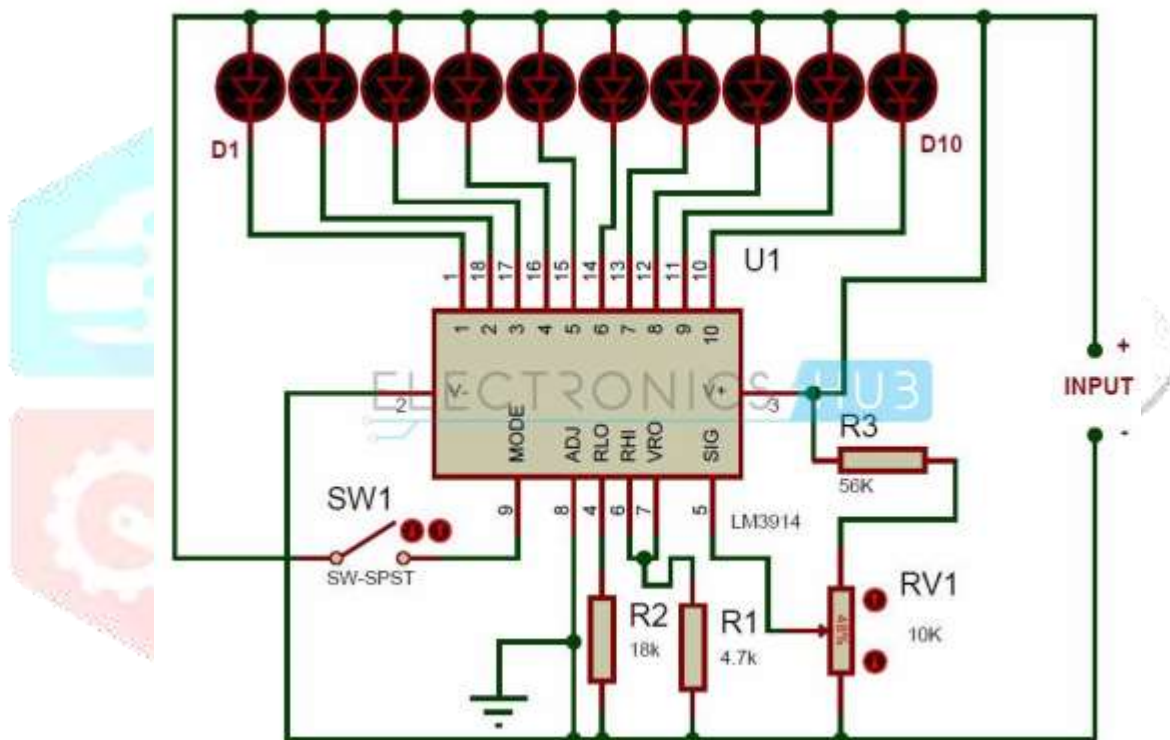 D1
D10
1
18
17
16
15
14
13
12
11
10
U1
1
2
3
4
5
6
7
8
9
10
ELECTRONICS HUB
V-
V+
2
3
MODE
ADJ
RLO
RHI
VRO
SIG
9
8
4
6
7
5
LM3914
+
INPUT
-
R3
56K
SW1
SW-SPST
R2
18k
R1
4.7k
RV1
10K
48%